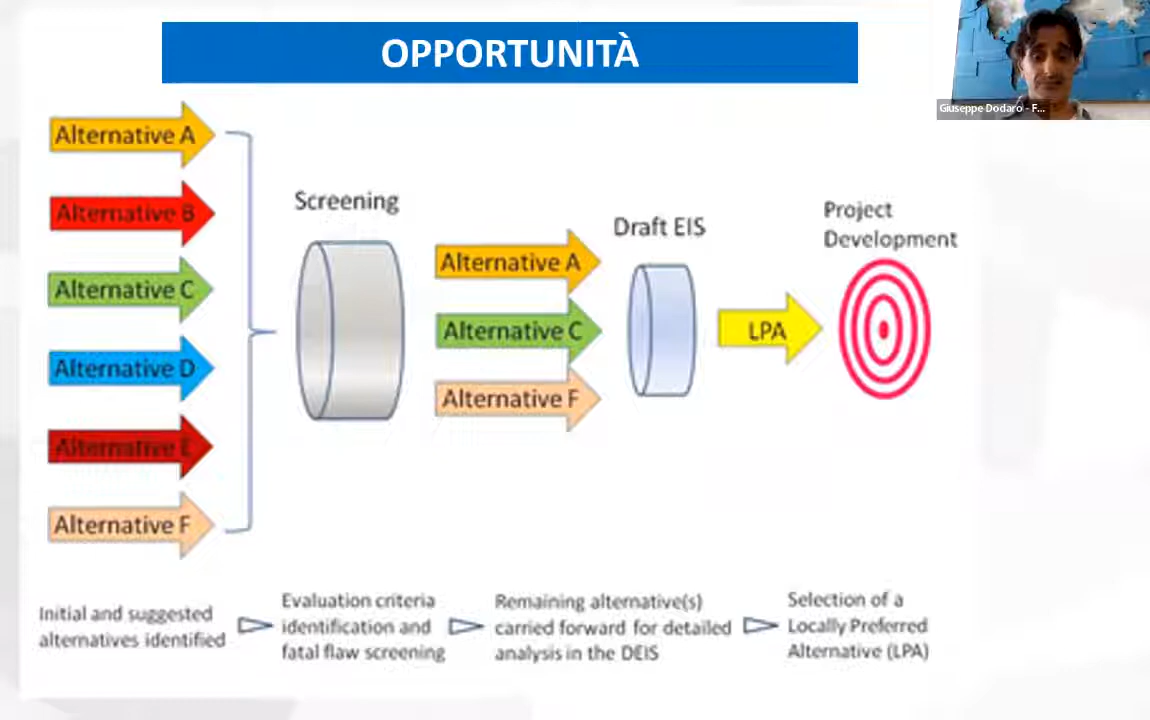 OPPORTUNITÀ
Giuseppe Dodaro - F...
Alternative A
Alternative B
Alternative C
Alternative D
Alternative E
Alternative F
Screening
Alternative A
Alternative C
Alternative F
Draft EIS
LPA
Project
Development
Initial and suggested
alternatives identified
Evaluation criteria
identification and
fatal flaw screening
Remaining alternative(s)
carried forward for detailed
analysis in the DEIS
Selection of a
Locally Preferred
Alternative (LPA)